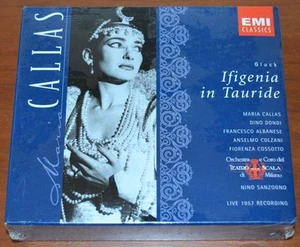 EMI
CLASSICS
Maria
CALLAS
Gluck
Ifigenia
in Tauride
MARIA CALLAS
DINO DONDI
FRANCESCO ALBANESE
ANSELMO COLZANI
FIORENZA COSSOTTO
Orchestra e Coro del
TEATRO ALLA SCALA
di Milano
NINO SANZOGNO
LIVE 1957 RECORDING